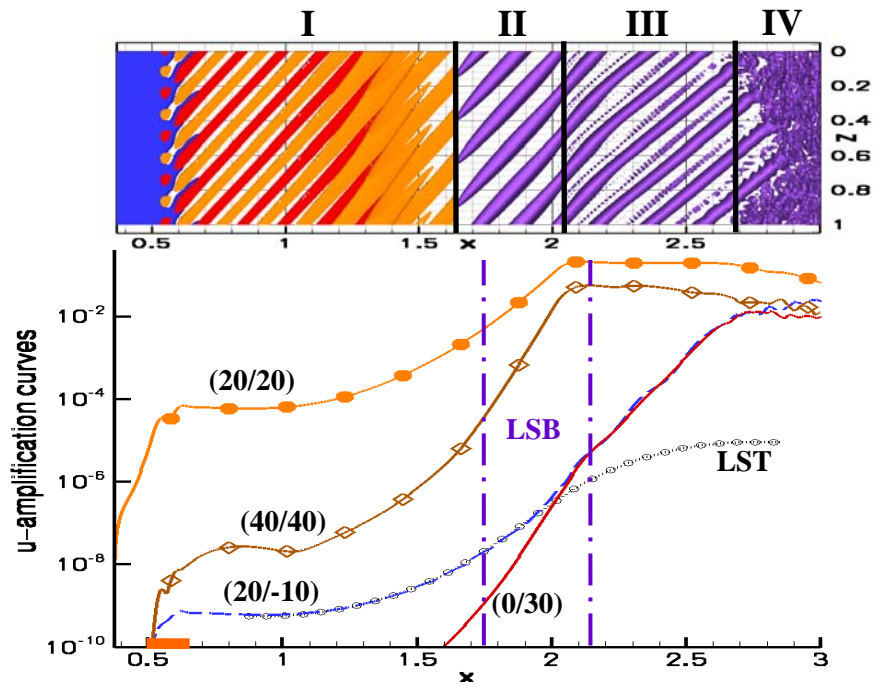 I II III IV
0
0.2
0.4
z
0.6
0.8
1
0.5 1 1.5 x 2 2.5
u-amplification curves
10-2
10-4
10-6
10-8
10-10
(20/20)
LSB
LST
(40/40)
(20/-10)
(0/30)
0.5 1 1.5 2 2.5 3
x